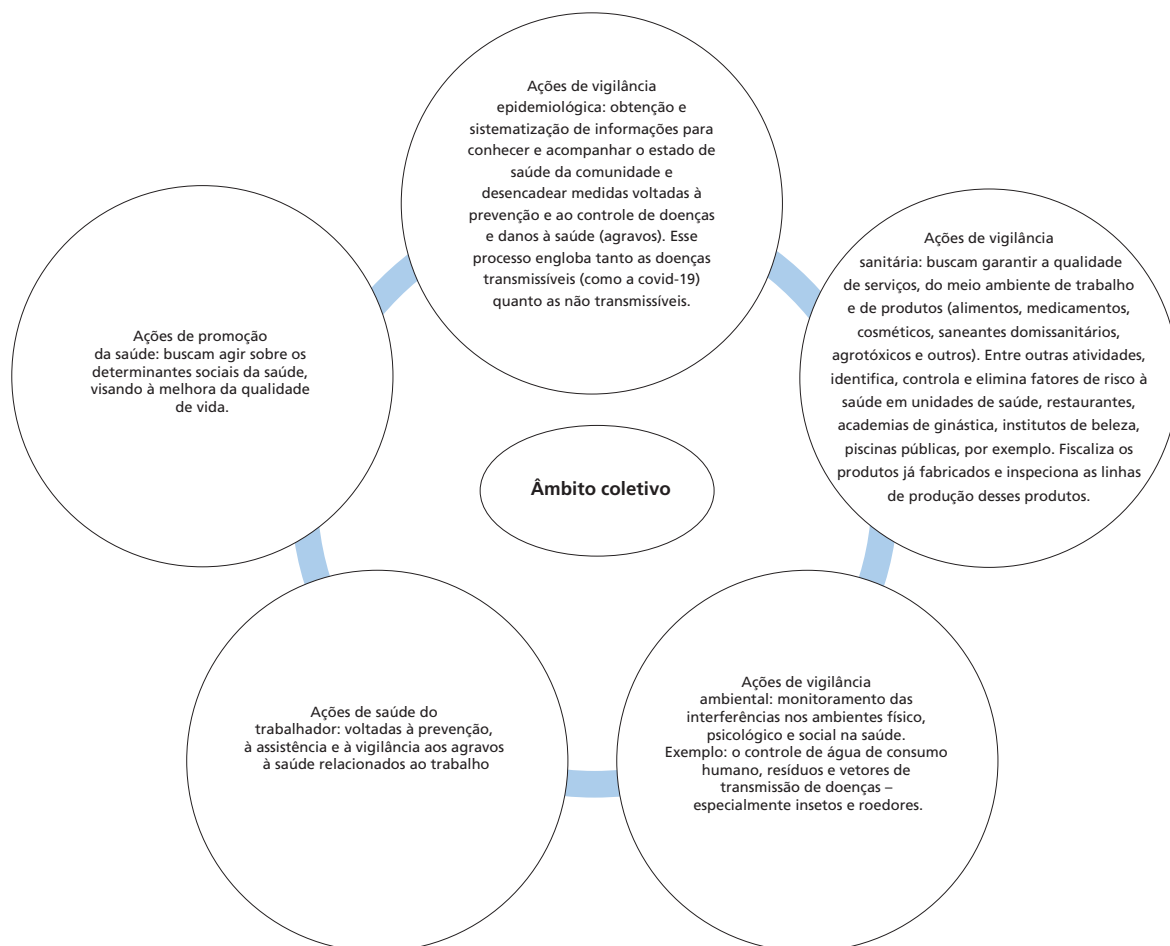 Ações de vigilância
epidemiológica: obtenção e
sistematização de informações para
conhecer e acompanhar o estado de
saúde da comunidade e
desencadear medidas voltadas à
prevenção e ao controle de doenças
e danos à saúde (agravos). Esse
processo engloba tanto as doenças
transmissíveis (como a covid-19)
quanto as não transmissíveis.
Ações de vigilância
sanitária: buscam garantir a qualidade
de serviços, do meio ambiente de trabalho
e de produtos (alimentos, medicamentos,
cosméticos, saneantes domissanitários,
agrotóxicos e outros). Entre outras atividades,
identifica, controla e elimina fatores de risco à
saúde em unidades de saúde, restaurantes,
academias de ginástica, institutos de beleza,
piscinas públicas, por exemplo. Fiscaliza os
produtos já fabricados e inspeciona as linhas
de produção desses produtos.
Ações de promoção
da saúde: buscam agir sobre os
determinantes sociais da saúde,
visando à melhora da qualidade
de vida.
Âmbito coletivo
Ações de saúde do
trabalhador: voltadas à prevenção,
à assistência e à vigilância aos agravos
à saúde relacionados ao trabalho
Ações de vigilância
ambiental: monitoramento das
interferências nos ambientes físico,
psicológico e social na saúde.
Exemplo: o controle de água de consumo
humano, resíduos e vetores de
transmissão de doenças –
especialmente insetos e roedores.